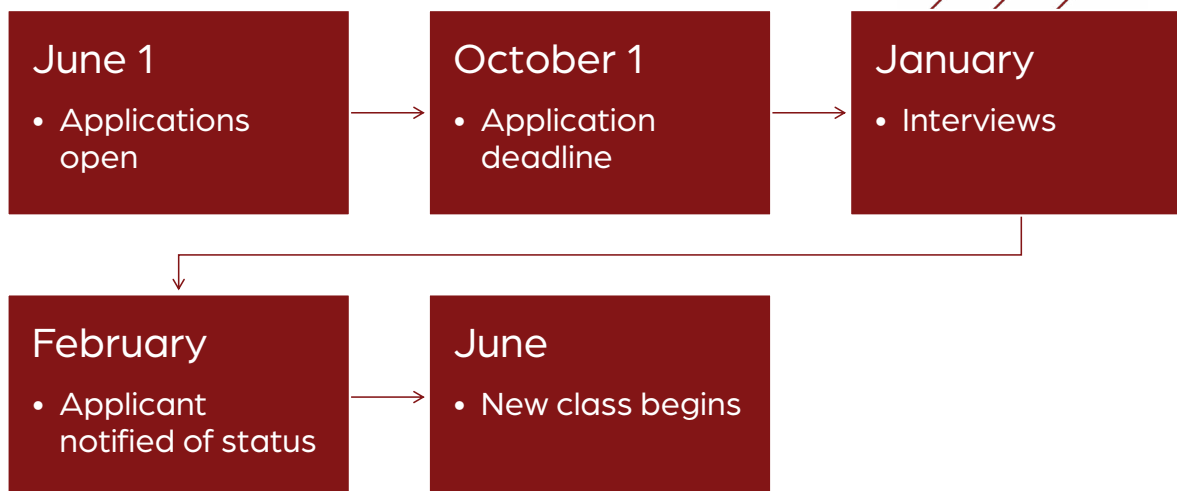 June 1
• Applications
open
October 1
• Application
deadline
January
• Interviews
February
• Applicant
notified of status
June
• New class begins